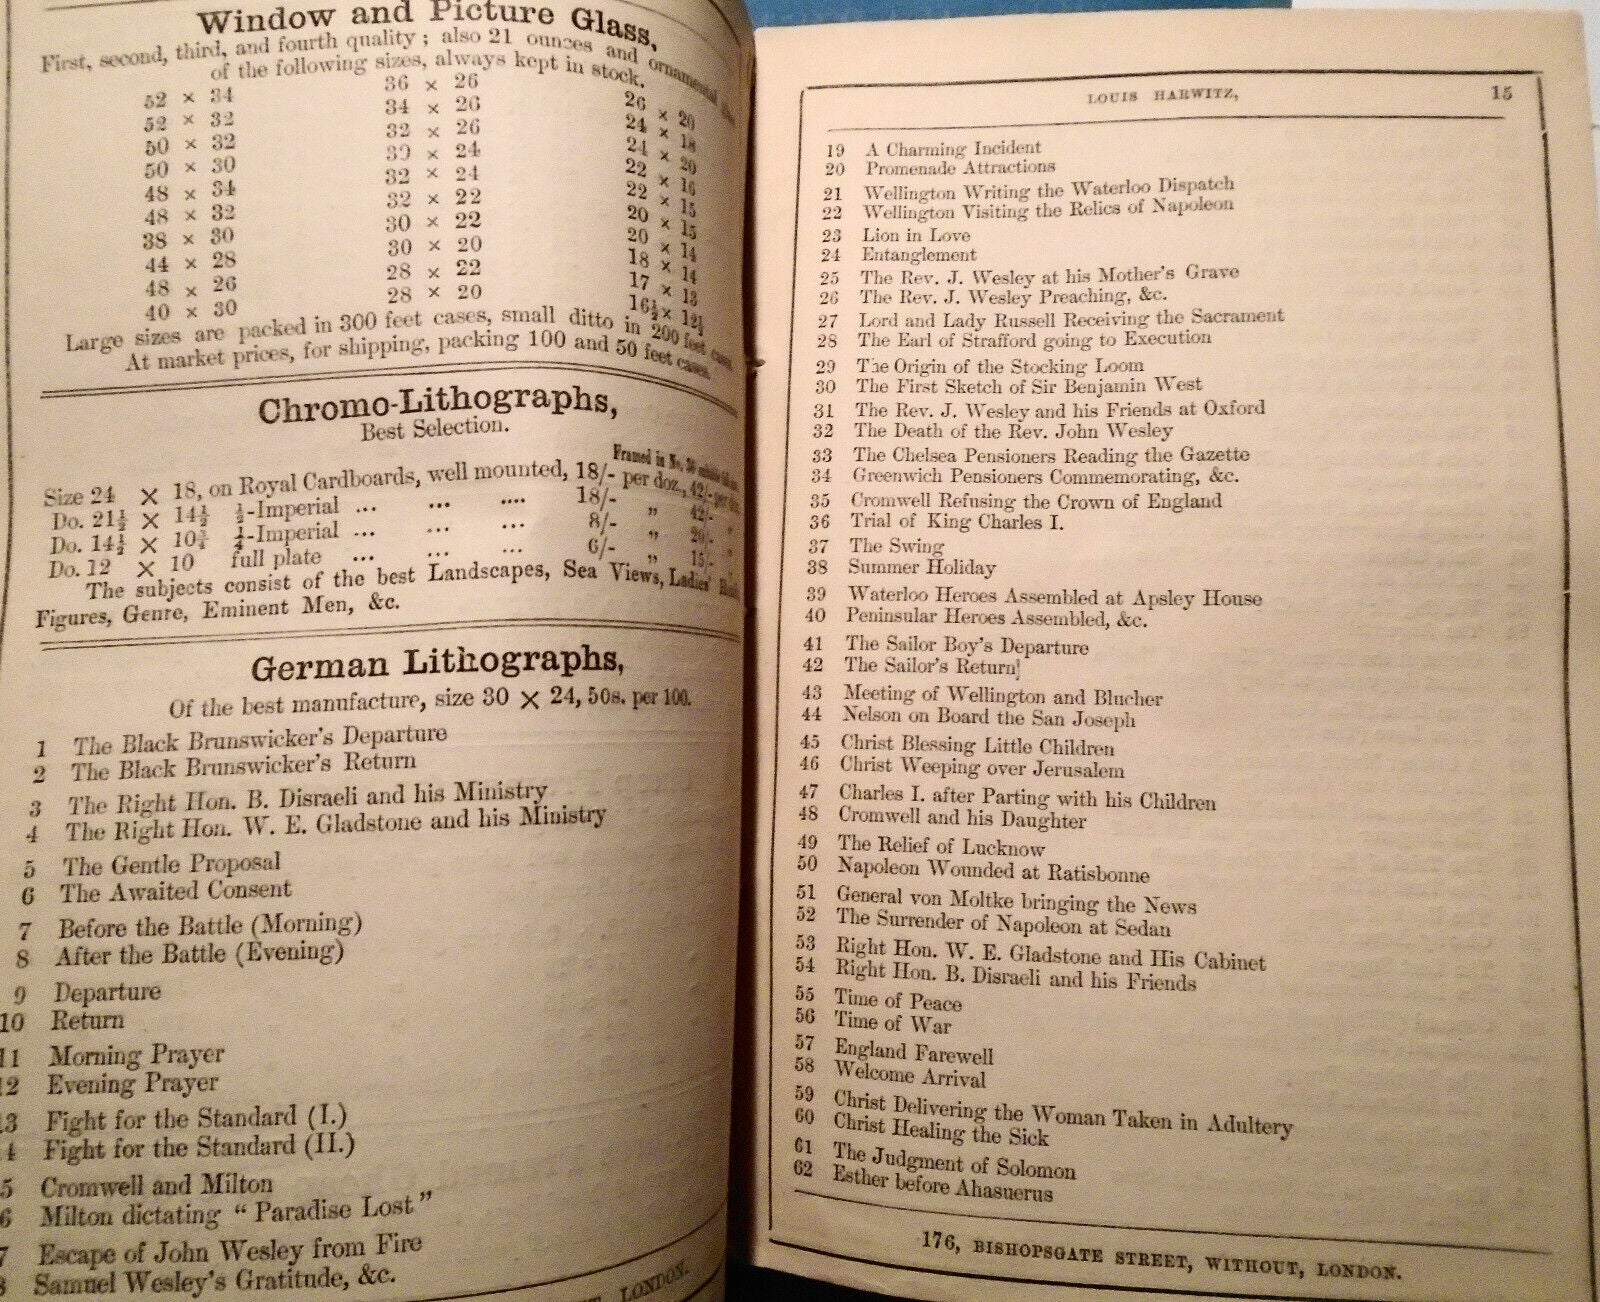 Window and Picture Glass,
First, second, third, and fourth quality; also 21 ounces and ornamental
of the following sizes, always kept in stock.
52 × 34
52 × 32
50 × 32
50 × 30
48 × 34
48 × 32
38 × 30
44 × 28
48 × 26
40 × 30
36 × 26
34 × 26
32 × 26
30 × 24
32 × 24
32 × 22
30 × 22
30 × 20
28 × 22
28 × 20
26 × 20
24 × 18
24 × 20
22 × 16
22 × 15
20 × 15
20 × 14
18 × 14
17 × 13
16½ × 12½
Large sizes are packed in 300 feet cases, small ditto in 200 feet
At market prices, for shipping, packing 100 and 50 feet cases.
Chromo-Lithographs,
Best Selection.
Framed in No.
Size 24 × 18, on Royal Cardboards, well mounted, 18/- per doz., 42/- per
Do. 21½ × 14½ ½-Imperial ... ... .... 18/- " 42/- "
Do. 14½ × 10¾ ¼-Imperial ... ... ... 8/- " 20/- "
Do. 12 × 10 full plate ... ... ... 6/- " 15/- "
The subjects consist of the best Landscapes, Sea Views, Ladies'
Figures, Genre, Eminent Men, &c.
German Lithographs,
Of the best manufacture, size 30 × 24, 50s. per 100.
1 The Black Brunswicker's Departure
2 The Black Brunswicker's Return
3 The Right Hon. B. Disraeli and his Ministry
4 The Right Hon. W. E. Gladstone and his Ministry
5 The Gentle Proposal
6 The Awaited Consent
7 Before the Battle (Morning)
8 After the Battle (Evening)
9 Departure
10 Return
11 Morning Prayer
12 Evening Prayer
13 Fight for the Standard (I.)
4 Fight for the Standard (II.)
5 Cromwell and Milton
6 Milton dictating "Paradise Lost"
7 Escape of John Wesley from Fire
8 Samuel Wesley's Gratitude, &c.
LONDON.
LOUIS HARWITZ, 15
19 A Charming Incident
20 Promenade Attractions
21 Wellington Writing the Waterloo Dispatch
22 Wellington Visiting the Relics of Napoleon
23 Lion in Love
24 Entanglement
25 The Rev. J. Wesley at his Mother's Grave
26 The Rev. J. Wesley Preaching, &c.
27 Lord and Lady Russell Receiving the Sacrament
28 The Earl of Strafford going to Execution
29 The Origin of the Stocking Loom
30 The First Sketch of Sir Benjamin West
31 The Rev. J. Wesley and his Friends at Oxford
32 The Death of the Rev. John Wesley
33 The Chelsea Pensioners Reading the Gazette
34 Greenwich Pensioners Commemorating, &c.
35 Cromwell Refusing the Crown of England
36 Trial of King Charles I.
37 The Swing
38 Summer Holiday
39 Waterloo Heroes Assembled at Apsley House
40 Peninsular Heroes Assembled, &c.
41 The Sailor Boy's Departure
42 The Sailor's Return
43 Meeting of Wellington and Blucher
44 Nelson on Board the San Joseph
45 Christ Blessing Little Children
46 Christ Weeping over Jerusalem
47 Charles I. after Parting with his Children
48 Cromwell and his Daughter
49 The Relief of Lucknow
50 Napoleon Wounded at Ratisbonne
51 General von Moltke bringing the News
52 The Surrender of Napoleon at Sedan
53 Right Hon. W. E. Gladstone and His Cabinet
54 Right Hon. B. Disraeli and his Friends
55 Time of Peace
56 Time of War
57 England Farewell
58 Welcome Arrival
59 Christ Delivering the Woman Taken in Adultery
60 Christ Healing the Sick
61 The Judgment of Solomon
62 Esther before Ahasuerus
176, BISHOPSGATE STREET, WITHOUT, LONDON.